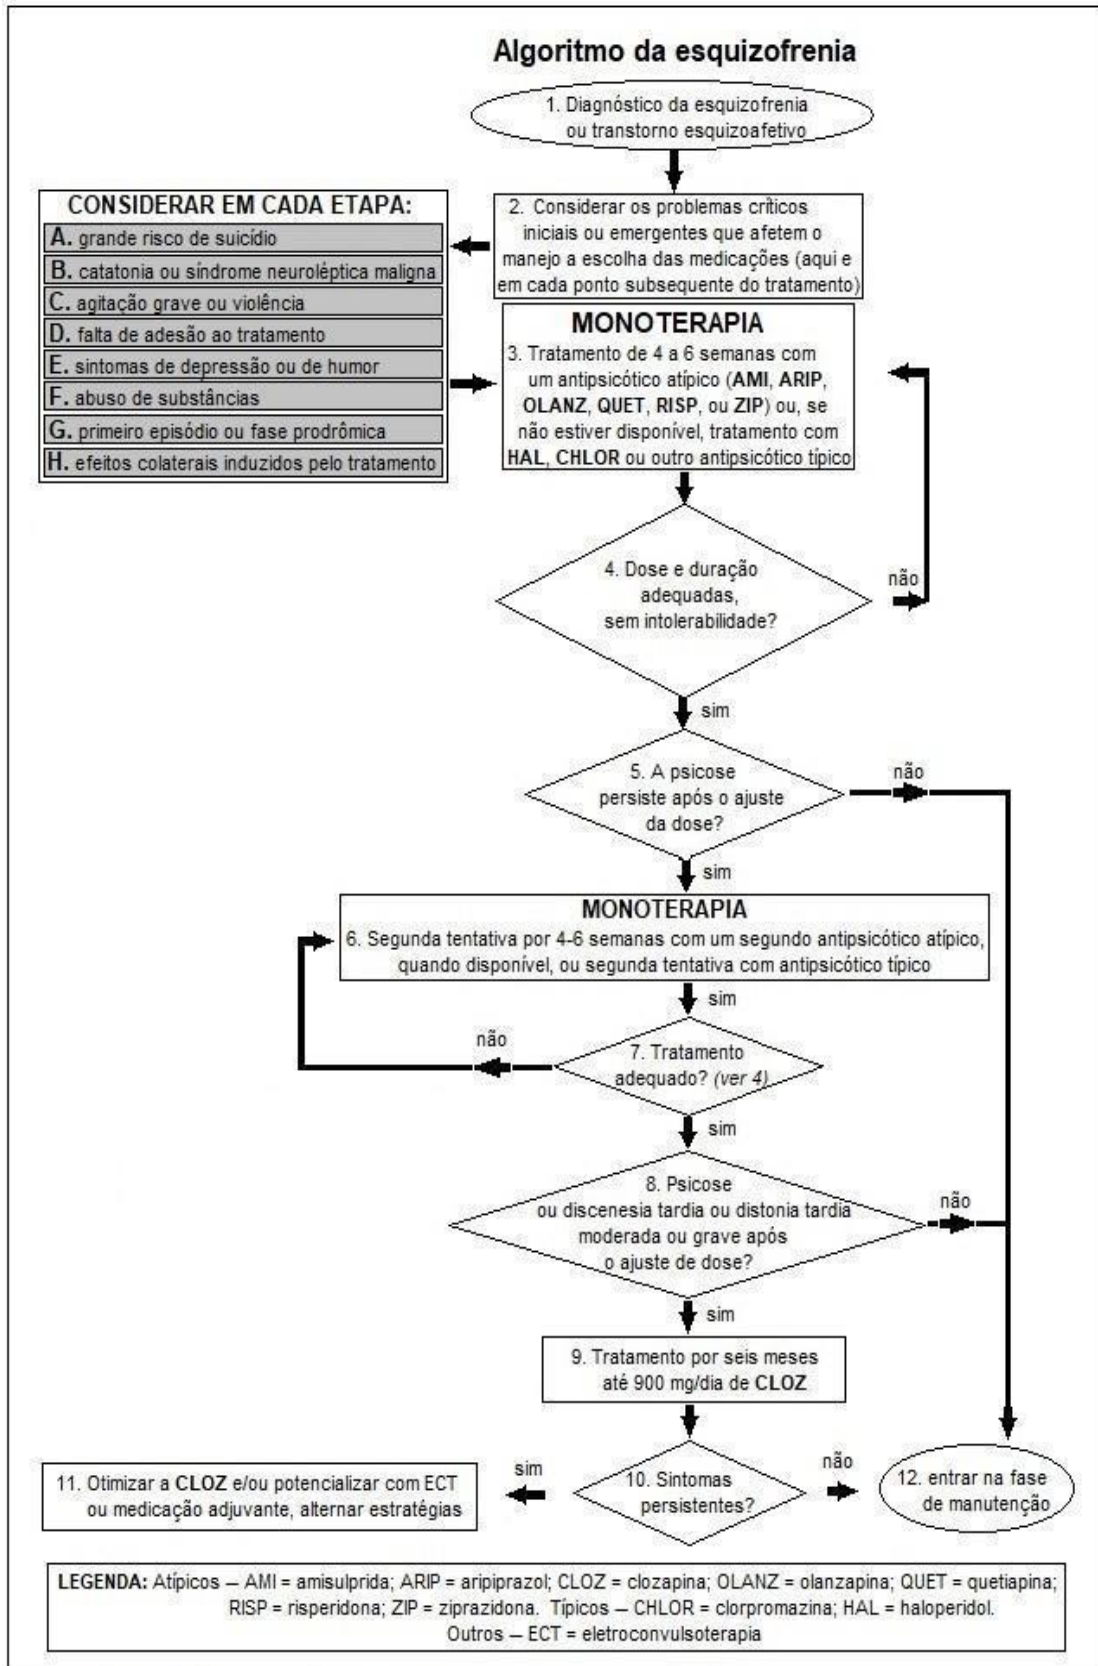 Algoritmo da esquizofrenia
1. Diagnóstico da esquizofrenia
ou transtorno esquizoafetivo
CONSIDERAR EM CADA ETAPA:
A. grande risco de suicídio
B. catatonia ou síndrome neuroléptica maligna
C. agitação grave ou violência
D. falta de adesão ao tratamento
E. sintomas de depressão ou de humor
F. abuso de substâncias
G. primeiro episódio ou fase prodrômica
H. efeitos colaterais induzidos pelo tratamento
2. Considerar os problemas críticos
iniciais ou emergentes que afetem o
manejo a escolha das medicações (aqui e
em cada ponto subsequente do tratamento)
MONOTERAPIA
3. Tratamento de 4 a 6 semanas com
um antipsicótico atípico (AMI, ARIP,
OLANZ, QUET, RISP, ou ZIP) ou, se
não estiver disponível, tratamento com
HAL, CHLOR ou outro antipsicótico típico
4. Dose e duração
adequadas,
sem intolerabilidade?
não
sim
5. A psicose
persiste após o ajuste
da dose?
não
sim
MONOTERAPIA
6. Segunda tentativa por 4-6 semanas com um segundo antipsicótico atípico,
quando disponível, ou segunda tentativa com antipsicótico típico
sim
não
7. Tratamento
adequado? (ver 4)
sim
8. Psicose
ou discenesia tardia ou distonia tardia
moderada ou grave após
o ajuste de dose?
não
sim
9. Tratamento por seis meses
até 900 mg/dia de CLOZ
10. Sintomas
persistentes?
sim
não
11. Otimizar a CLOZ e/ou potencializar com ECT
ou medicação adjuvante, alternar estratégias
12. entrar na fase
de manutenção
LEGENDA: Atípicos – AMI = amisulprida; ARIP = aripiprazol; CLOZ = clozapina; OLANZ = olanzapina; QUET = quetiapina;
RISP = risperidona; ZIP = ziprazidona. Típicos – CHLOR = clorpromazina; HAL = haloperidol.
Outros – ECT = eletroconvulsoterapia